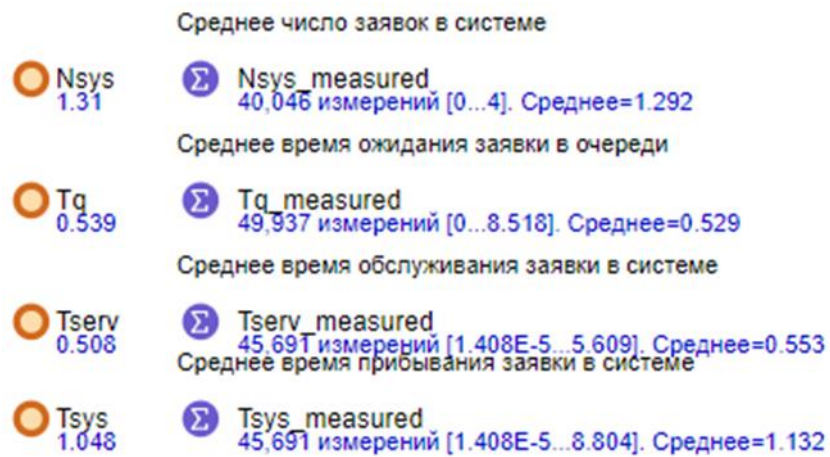 Среднее число заявок в системе
Nsys Nsys_measured
1.31 40,046 измерений [0...4]. Среднее=1.292
Среднее время ожидания заявки в очереди
Tq Tq_measured
0.539 49,937 измерений [0...8.518]. Среднее=0.529
Среднее время обслуживания заявки в системе
Tserv Tserv_measured
0.508 45,691 измерений [1.408E-5...5.609]. Среднее=0.553
Среднее время прибывания заявки в системе
Tsys Tsys_measured
1.048 45,691 измерений [1.408E-5...8.804]. Среднее=1.132